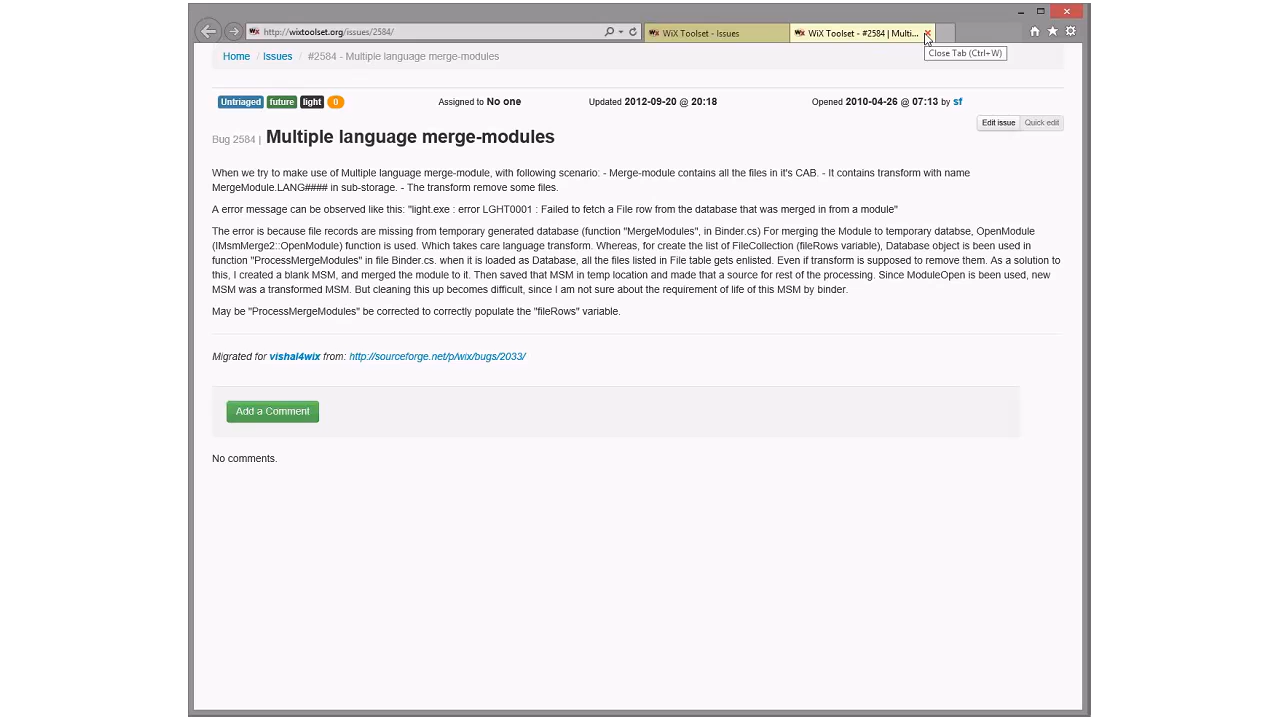 http://wixtoolset.org/issues/2584/
WiX Toolset - Issues
WiX Toolset - #2584 | Multi...
Close Tab (Ctrl+W)
Home / Issues / #2584 - Multiple language merge-modules
Untriaged future light 0 Assigned to No one Updated 2012-09-20 @ 20:18 Opened 2010-04-26 @ 07:13 by sf
Edit issue Quick edit
Bug 2584 | Multiple language merge-modules
When we try to make use of Multiple language merge-module, with following scenario: - Merge-module contains all the files in it's CAB. - It contains transform with name
MergeModule.LANG#### in sub-storage. - The transform remove some files.
A error message can be observed like this: "light.exe : error LGHT0001 : Failed to fetch a File row from the database that was merged in from a module"
The error is because file records are missing from temporary generated database (function "MergeModules", in Binder.cs) For merging the Module to temporary databse, OpenModule
(IMsmMerge2::OpenModule) function is used. Which takes care language transform. Whereas, for create the list of FileCollection (fileRows variable), Database object is been used in
function "ProcessMergeModules" in file Binder.cs. when it is loaded as Database, all the files listed in File table gets enlisted. Even if transform is supposed to remove them. As a solution to
this, I created a blank MSM, and merged the module to it. Then saved that MSM in temp location and made that a source for rest of the processing. Since ModuleOpen is been used, new
MSM was a transformed MSM. But cleaning this up becomes difficult, since I am not sure about the requirement of life of this MSM by binder.
May be "ProcessMergeModules" be corrected to correctly populate the "fileRows" variable.
Migrated for vishal4wix from: http://sourceforge.net/p/wix/bugs/2033/
Add a Comment
No comments.